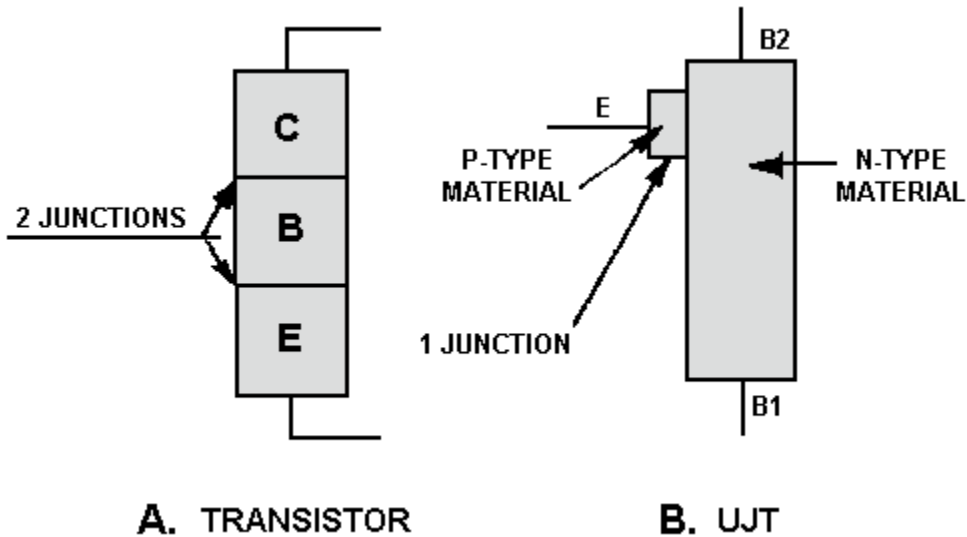 C
2 JUNCTIONS
B
E
A. TRANSISTOR
B2
E
P-TYPE
MATERIAL
N-TYPE
MATERIAL
1 JUNCTION
B1
B. UJT